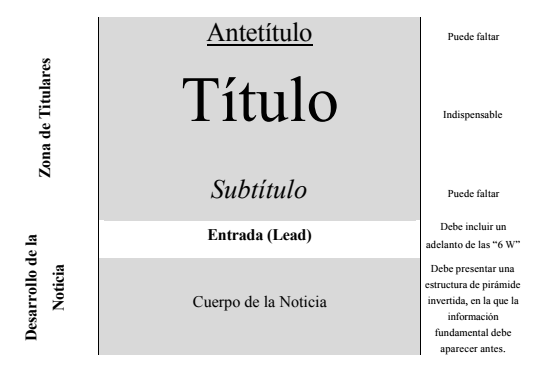 Zona de Titulares
Antetítulo
Puede faltar
Título
Indispensable
Subtítulo
Puede faltar
Desarrollo de la
Noticia
Entrada (Lead)
Debe incluir un
adelanto de las “6 W”
Cuerpo de la Noticia
Debe presentar una
estructura de pirámide
invertida, en la que la
información
fundamental debe
aparecer antes.